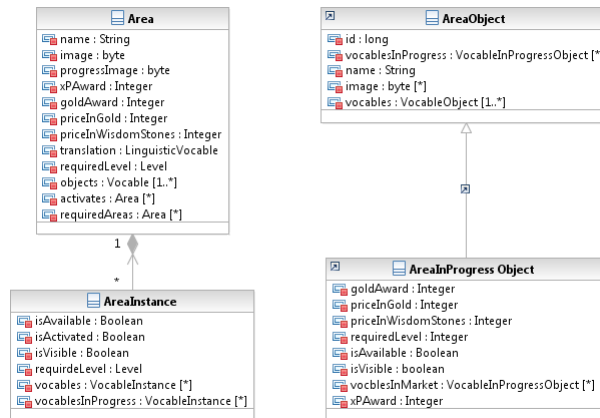 Area
name : String
image : byte
progressImage : byte
xPAward : Integer
goldAward : Integer
priceInGold : Integer
priceInWisdomStones : Integer
translation : LinguisticVocable
requiredLevel : Level
objects : Vocable [1..*]
activates : Area [*]
requiredAreas : Area [*]
1
*
AreaInstance
isAvailable : Boolean
isActivated : Boolean
isVisible : Boolean
requirdeLevel : Level
vocables : VocableInstance [*]
vocablesInProgress : VocableInstance [*]
AreaObject
id : long
vocablesInProgress : VocableInProgressObject [*
name : String
image : byte [*]
vocables : VocableObject [1..*]
AreaInProgress Object
goldAward : Integer
priceInGold : Integer
priceInWisdomStones : Integer
requiredLevel : Integer
isAvailable : Boolean
isVisible : boolean
vocblesInMarket : VocableInProgressObject [*]
xPAward : Integer